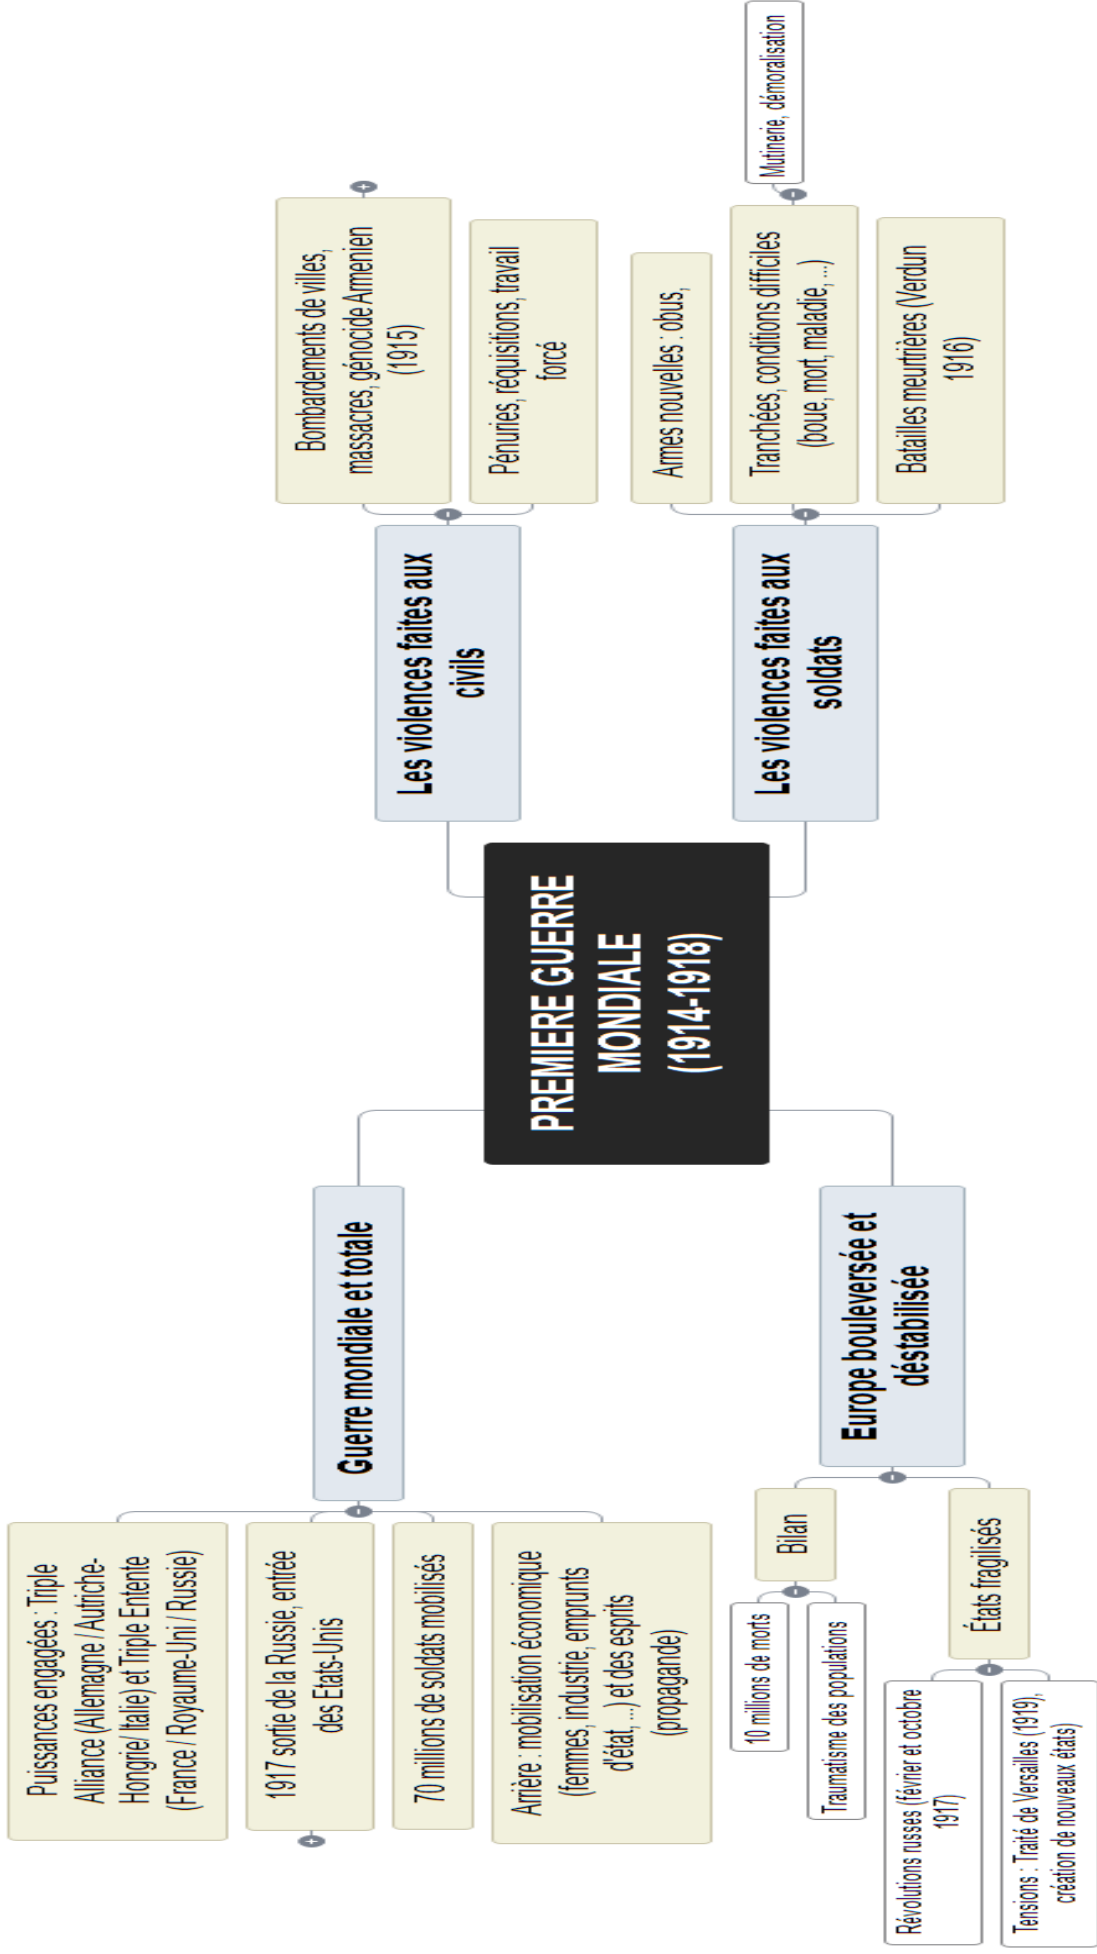 PREMIERE GUERRE
MONDIALE
(1914-1918)
Guerre mondiale et totale
Puissances engagées : Triple
Alliance (Allemagne / Autriche-
Hongrie/ Italie) et Triple Entente
(France / Royaume-Uni / Russie)
1917 sortie de la Russie, entrée
des Etats-Unis
70 millions de soldats mobilisés
Arrière : mobilisation économique
(femmes, industrie, emprunts
d'état, ...) et des esprits
(propagande)
Europe bouleversée et
déstabilisée
Bilan
10 millions de morts
Traumatisme des populations
États fragilisés
Révolutions russes (février et octobre
1917)
Tensions : Traité de Versailles (1919),
création de nouveaux états)
Les violences faites aux
civils
Bombardements de villes,
massacres, génocide Armenien
(1915)
Pénuries, réquisitions, travail
forcé
Les violences faites aux
soldats
Armes nouvelles : obus,
Tranchées, conditions difficiles
(boue, mort, maladie, ...)
Mutinerie, démoralisation
Batailles meurtrières (Verdun
1916)